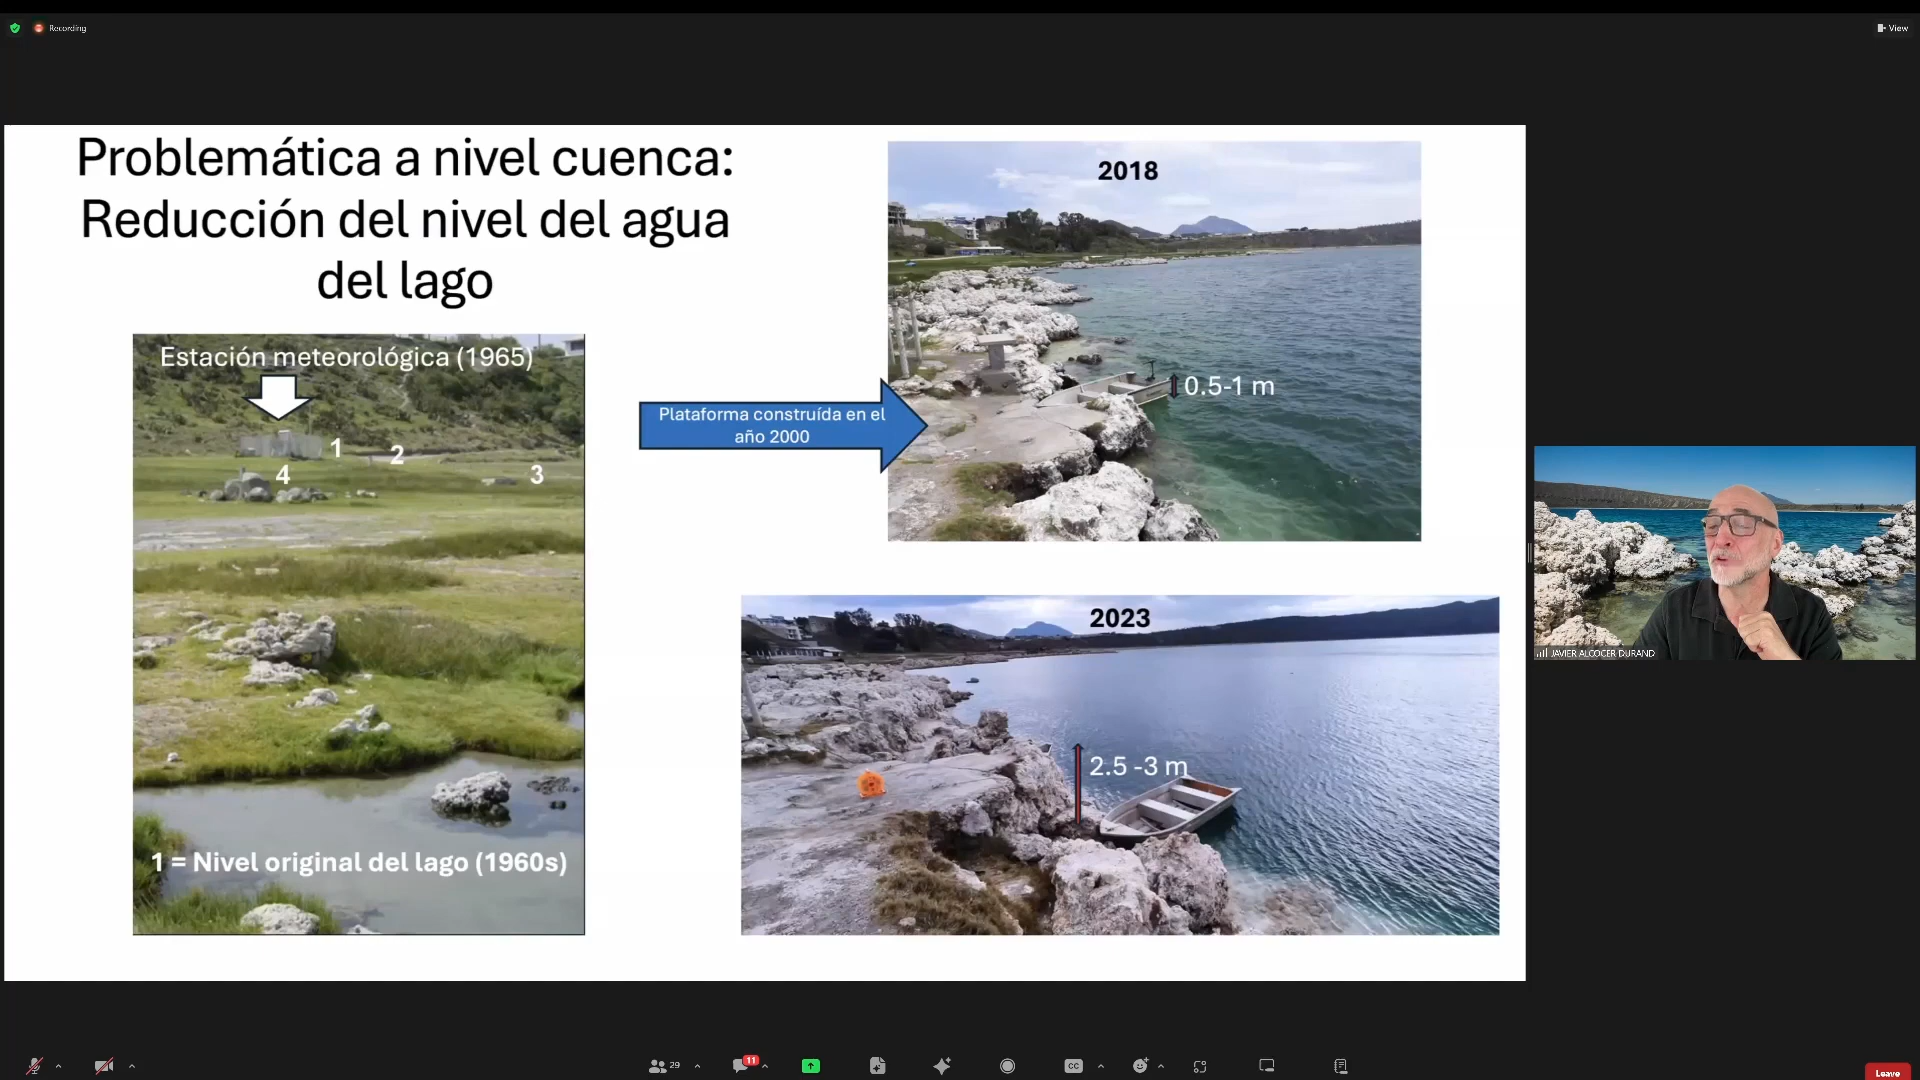 Recording
View
Problemática a nivel cuenca:
Reducción del nivel del agua
del lago
Estación meteorológica (1965)
1
2
3
4
1 = Nivel original del lago (1960s)
Plataforma construída en el
año 2000
2018
0.5-1 m
2023
2.5 -3 m
JAVIER ALCOCER DURAND
29
11
CC
Leave